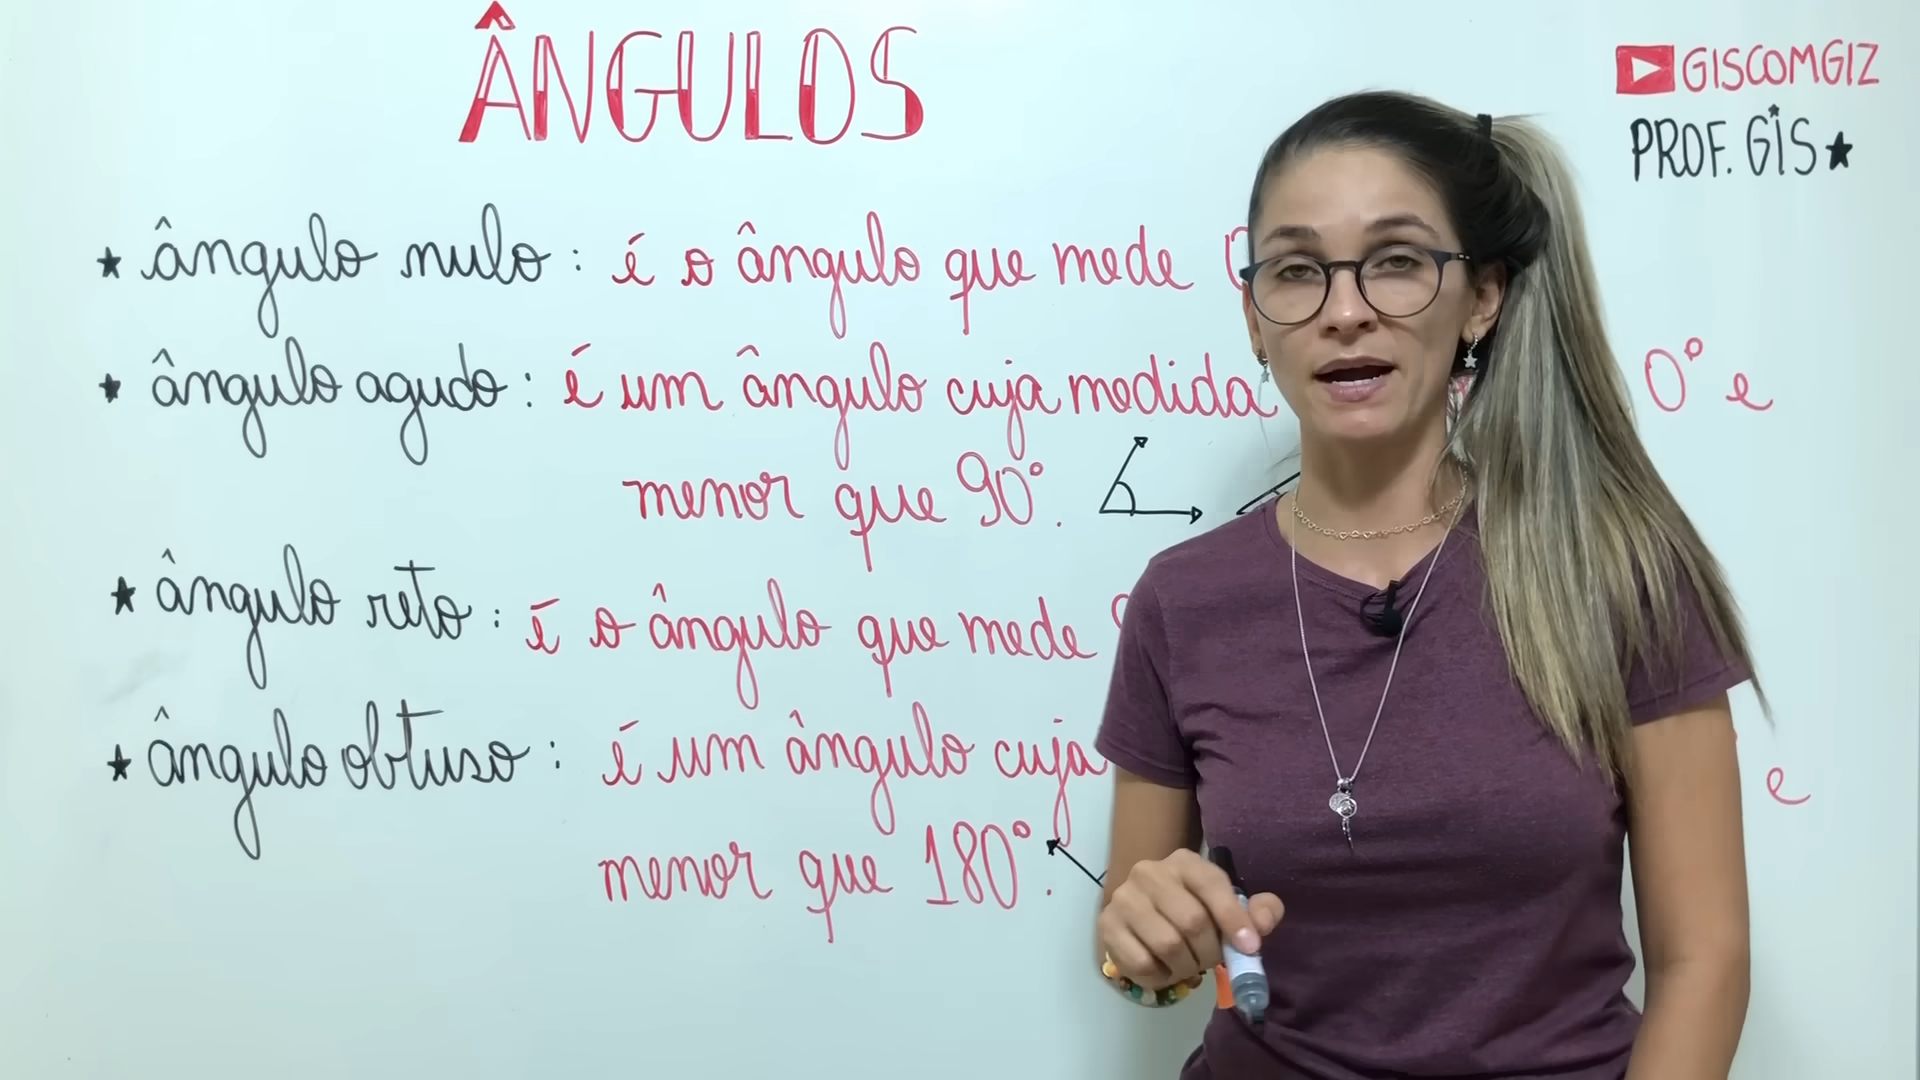 ÂNGULOS
GISCOMGIZ
PROF. GIS
ângulo nulo : é o ângulo que mede
ângulo agudo : é um ângulo cuja medida 0° e
menor que 90°.
ângulo reto : é o ângulo que mede
ângulo obtuso : é um ângulo cuja e
menor que 180°.